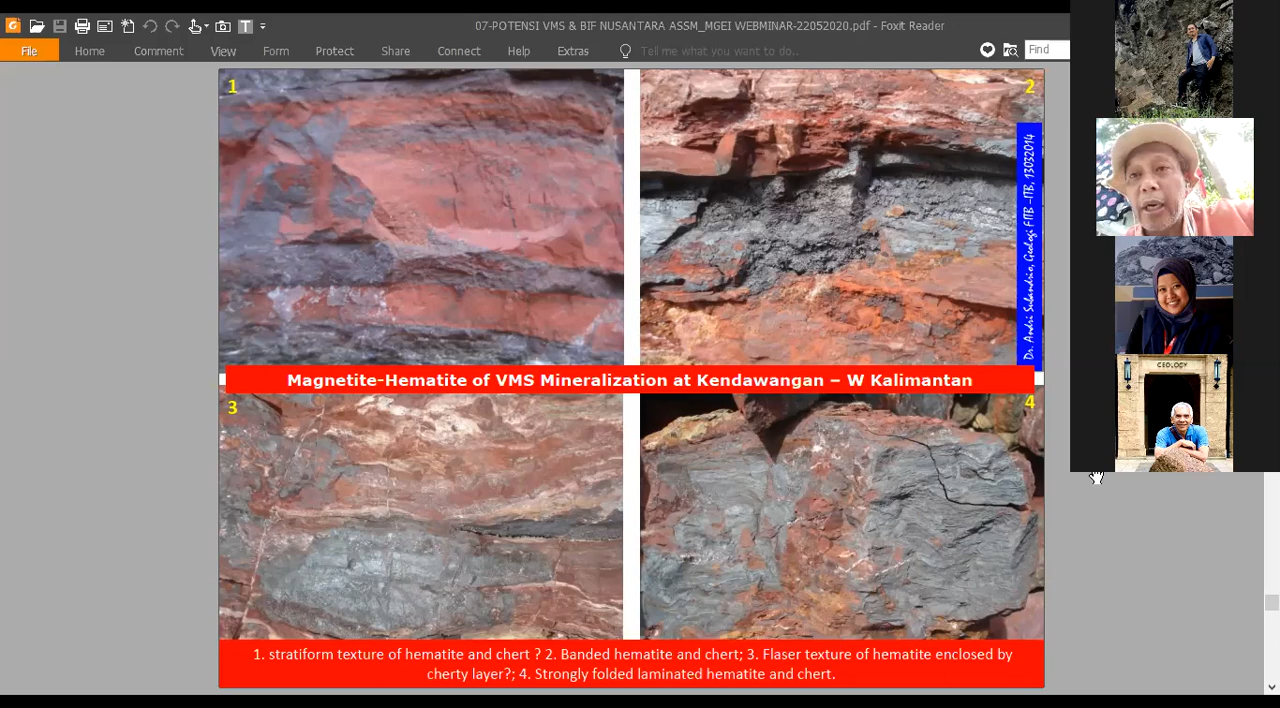 07-POTENSI VMS & BIF NUSANTARA ASSM_MGEI WEBMINAR-22052020.pdf - Foxit Reader
File Home Comment View Form Protect Share Connect Help Extras Tell me what you want to do.. Find
1
2
Dr. Andri Subandrio, Geologi FITB -ITB, 13032014
Magnetite-Hematite of VMS Mineralization at Kendawangan – W Kalimantan
3
4
1. stratiform texture of hematite and chert ? 2. Banded hematite and chert; 3. Flaser texture of hematite enclosed by
cherty layer?; 4. Strongly folded laminated hematite and chert.
GEOLOGY